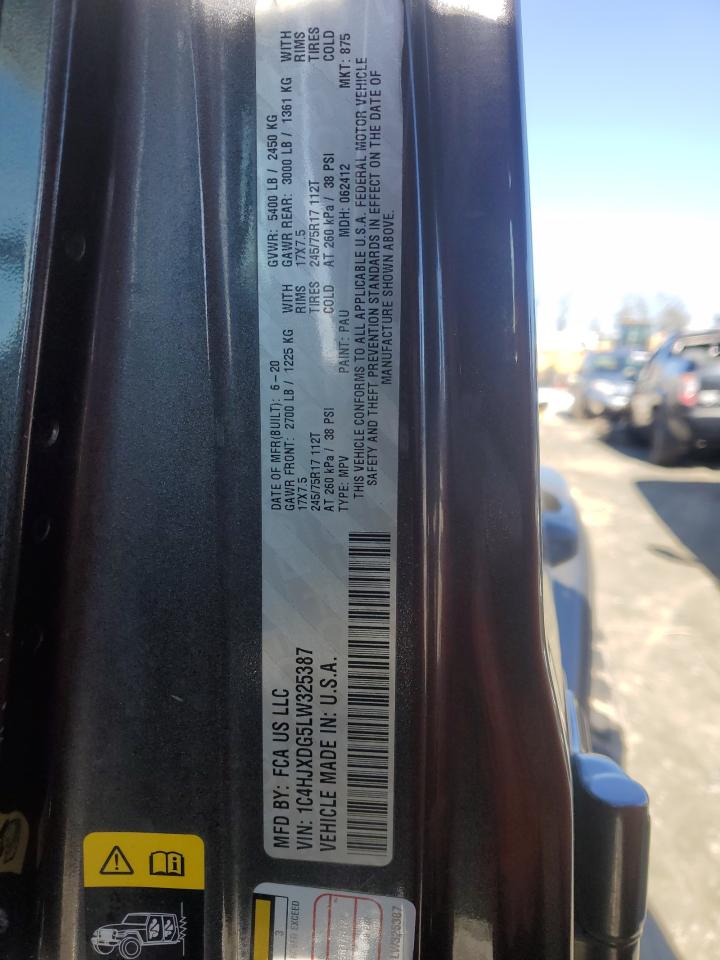 MFD BY: FCA US LLC
VIN: 1C4HJXDG5LW325387
VEHICLE MADE IN: U.S.A.
DATE OF MFR(BUILT): 6-20
GVWR: 5400 LB / 2450 KG
GAWR FRONT: 2700 LB / 1225 KG WITH
17X7.5 RIMS
245/75R17 112T TIRES
AT 260 kPa / 38 PSI COLD
GAWR REAR: 3000 LB / 1361 KG WITH
17X7.5 RIMS
245/75R17 112T TIRES
AT 260 kPa / 38 PSI COLD
TYPE: MPV PAINT: PAU MDH: 062412 MKT: 875
THIS VEHICLE CONFORMS TO ALL APPLICABLE U.S.A. FEDERAL MOTOR VEHICLE
SAFETY AND THEFT PREVENTION STANDARDS IN EFFECT ON THE DATE OF
MANUFACTURE SHOWN ABOVE.
3
EXCEED
LW325387